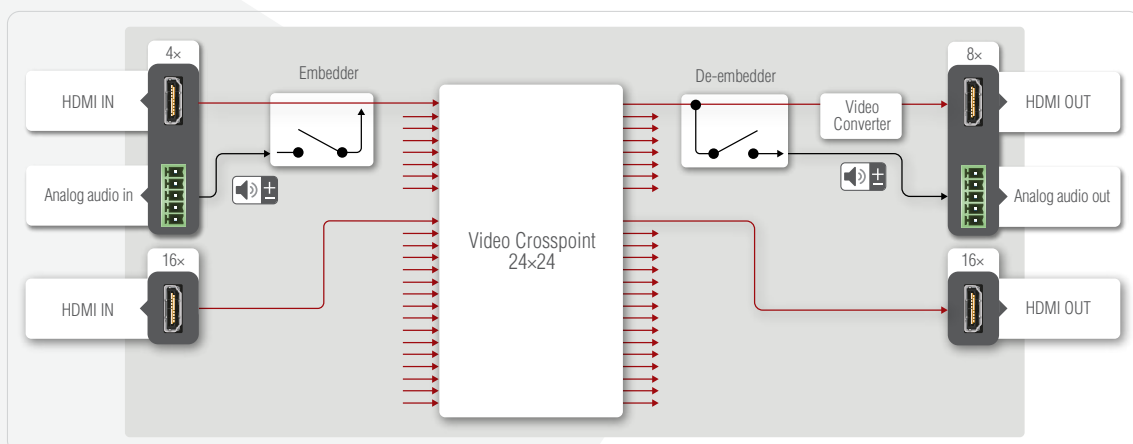 4×
Embedder
HDMI IN
Analog audio in
16×
HDMI IN
Video Crosspoint
24×24
De-embedder
Video
Converter
8×
HDMI OUT
Analog audio out
16×
HDMI OUT